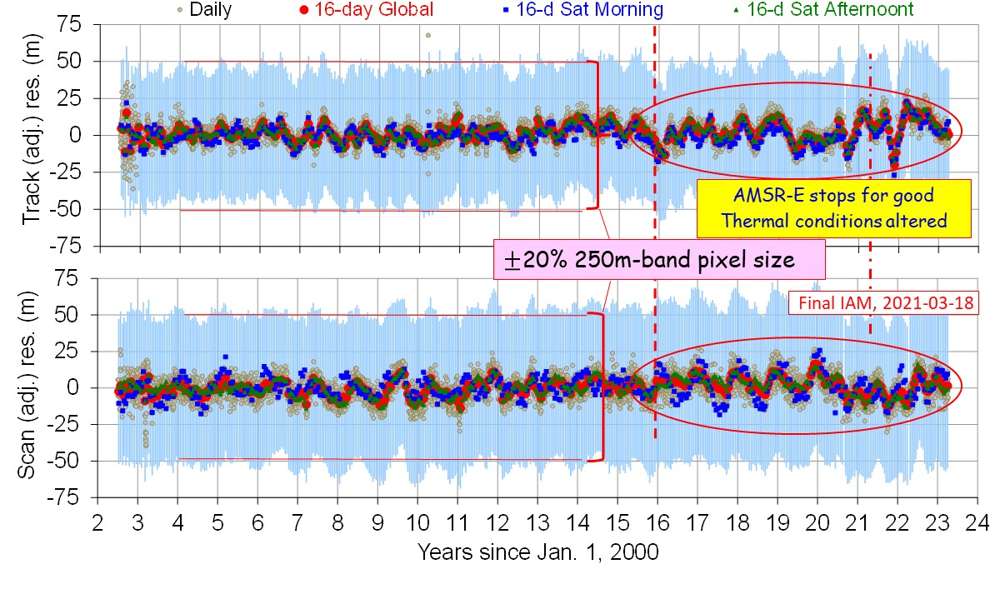 Daily 16-day Global 16-d Sat Morning 16-d Sat Afternoont
Track (adj.) res. (m)
75
50
25
0
-25
-50
-75
AMSR-E stops for good
Thermal conditions altered
±20% 250m-band pixel size
Final IAM, 2021-03-18
Scan (adj.) res. (m)
75
50
25
0
-25
-50
-75
2 3 4 5 6 7 8 9 10 11 12 13 14 15 16 17 18 19 20 21 22 23 24
Years since Jan. 1, 2000